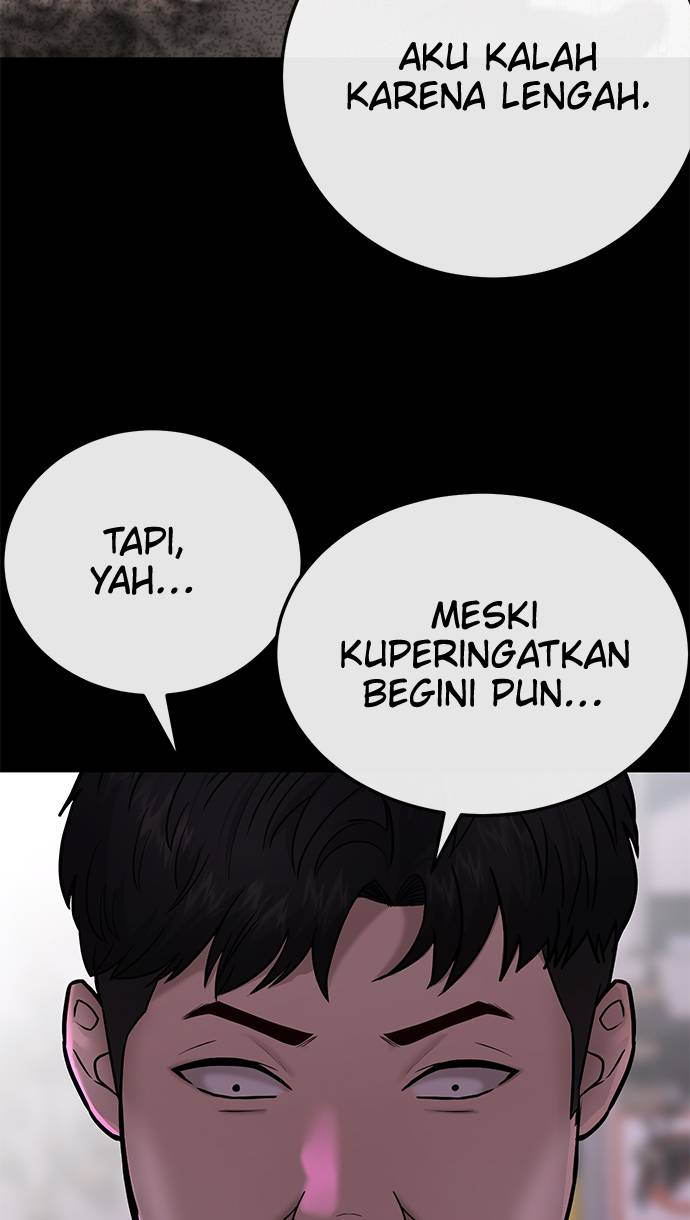 AKU KALAH
KARENA LENGAH.
TAPI,
YAH...
MESKI
KUPERINGATKAN
BEGINI PUN...